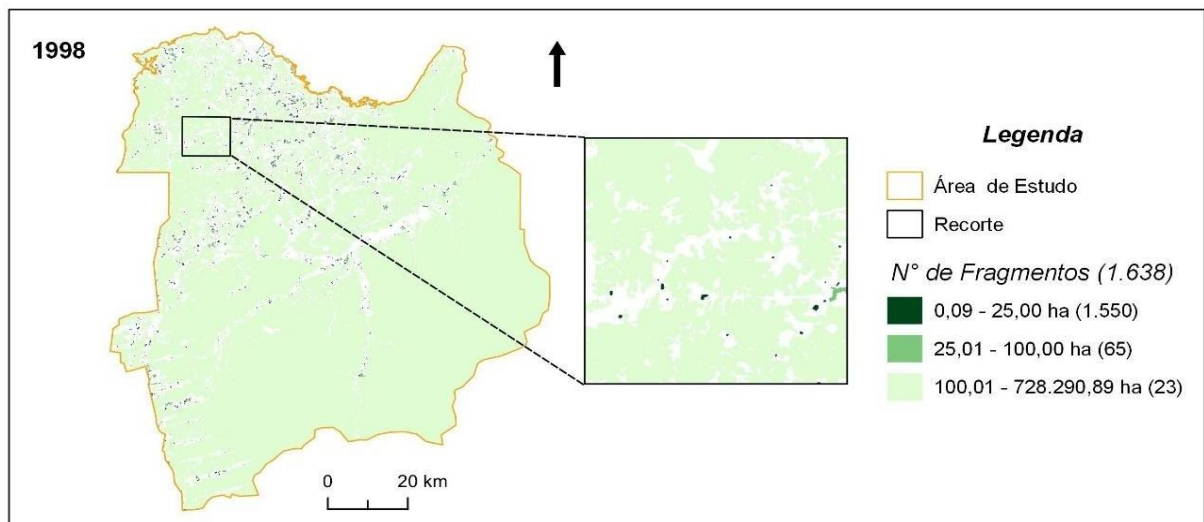 1998
Legenda
Área de Estudo
Recorte
N° de Fragmentos (1.638)
0,09 - 25,00 ha (1.550)
25,01 - 100,00 ha (65)
100,01 - 728.290,89 ha (23)
0 20 km